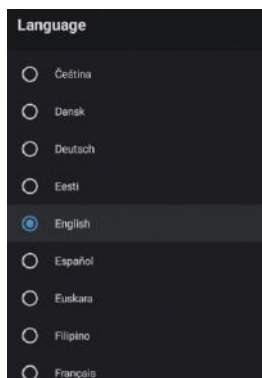 Language
Čeština
Dansk
Deutsch
Eesti
English
Español
Euskara
Filipino
Français